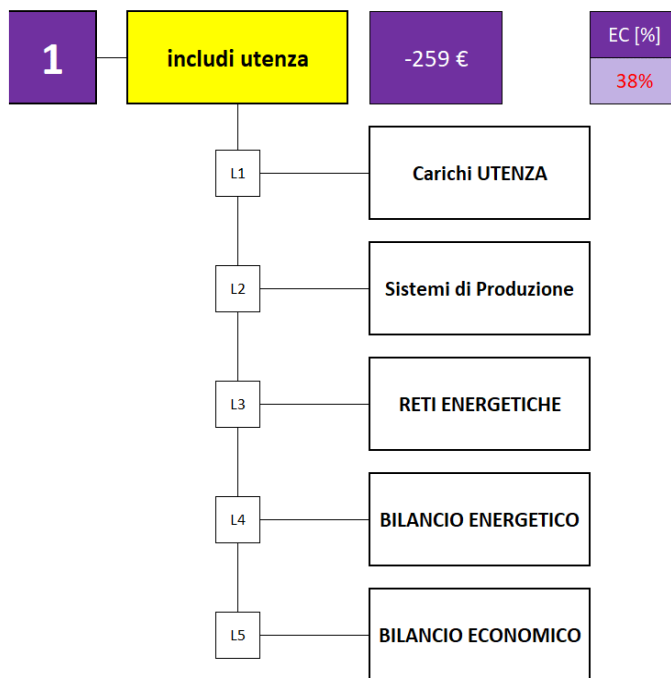 1
includi utenza
-259 €
EC [%]
38%
L1
Carichi UTENZA
L2
Sistemi di Produzione
L3
RETI ENERGETICHE
L4
BILANCIO ENERGETICO
L5
BILANCIO ECONOMICO